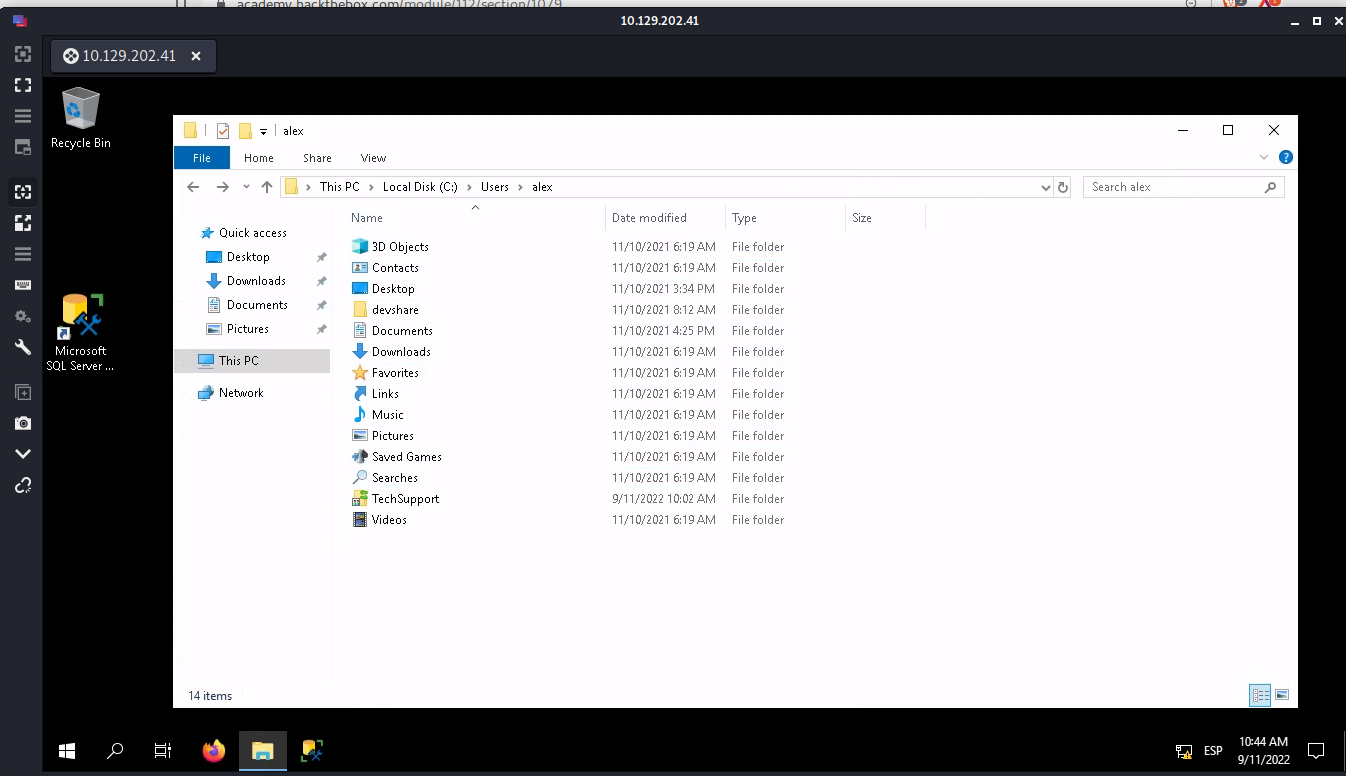 academy.hackthebox.com/module/112/section/1079
10.129.202.41
10.129.202.41
Recycle Bin
Microsoft
SQL Server ...
alex
File Home Share View
This PC Local Disk (C:) Users alex
Search alex
Quick access
Desktop
Downloads
Documents
Pictures
This PC
Network
Name Date modified Type Size
3D Objects 11/10/2021 6:19 AM File folder
Contacts 11/10/2021 6:19 AM File folder
Desktop 11/10/2021 3:34 PM File folder
devshare 11/10/2021 8:12 AM File folder
Documents 11/10/2021 4:25 PM File folder
Downloads 11/10/2021 6:19 AM File folder
Favorites 11/10/2021 6:19 AM File folder
Links 11/10/2021 6:19 AM File folder
Music 11/10/2021 6:19 AM File folder
Pictures 11/10/2021 6:19 AM File folder
Saved Games 11/10/2021 6:19 AM File folder
Searches 11/10/2021 6:19 AM File folder
TechSupport 9/11/2022 10:02 AM File folder
Videos 11/10/2021 6:19 AM File folder
14 items
ESP
10:44 AM
9/11/2022